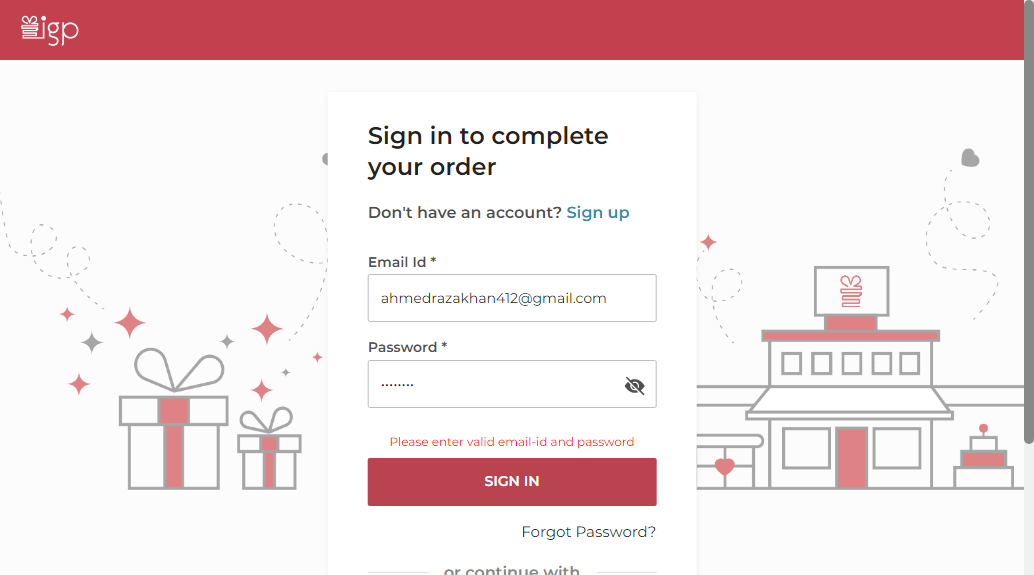 igp
Sign in to complete
your order
Don't have an account? Sign up
Email Id *
ahmedrazakhan412@gmail.com
Password *
••••••••
Please enter valid email-id and password
SIGN IN
Forgot Password?
or continue with